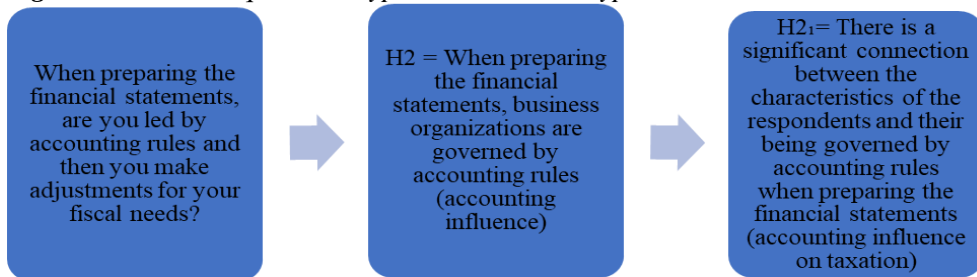 When preparing the
financial statements,
are you led by
accounting rules and
then you make
adjustments for your
fiscal needs?
H2 = When preparing
the financial
statements, business
organizations are
governed by
accounting rules
(accounting
influence)
H2₁= There is a
significant connection
between the
characteristics of the
respondents and their
being governed by
accounting rules
when preparing the
financial statements
(accounting influence
on taxation)